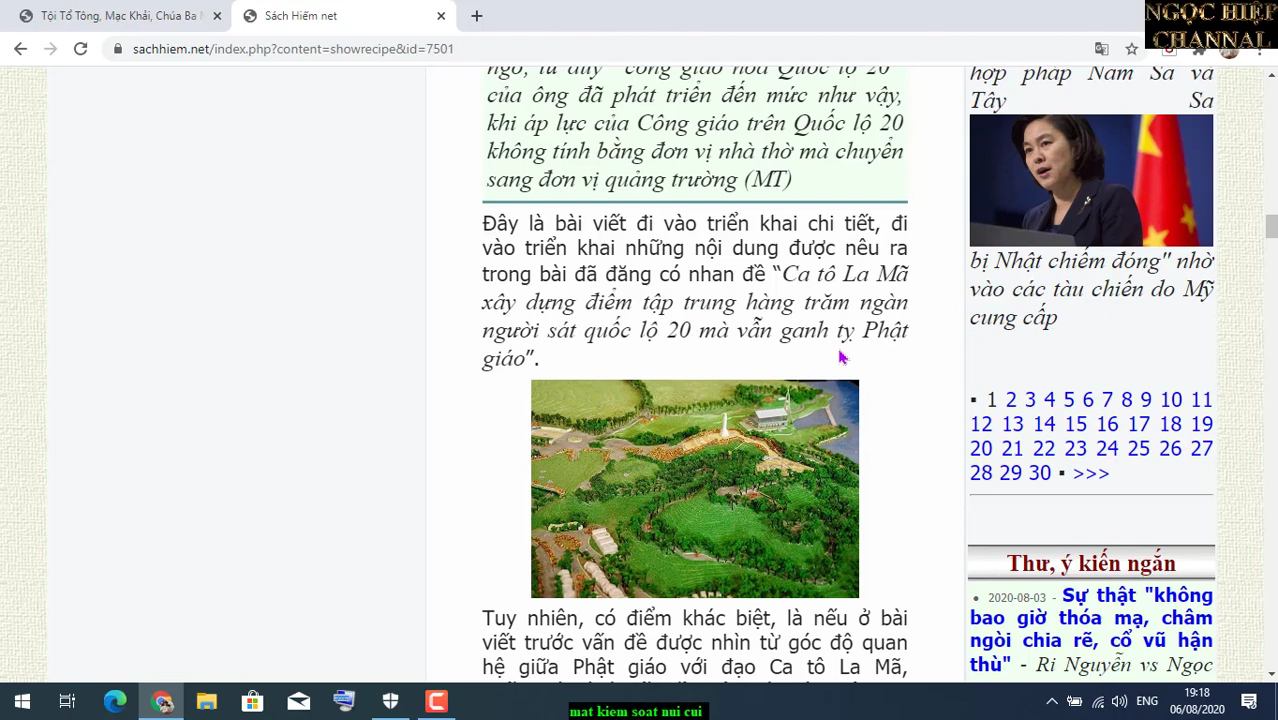 Tội Tổ Tông, Mạc Khải, Chúa Ba M
Sách Hiếm net
NGỌC HIỆP
CHANNAL
sachhiem.net/index.php?content=showrecipe&id=7501
ngờ, tư duy "công giáo hóa Quốc lộ 20"
của ông đã phát triển đến mức như vậy,
khi áp lực của Công giáo trên Quốc lộ 20
không tính bằng đơn vị nhà thờ mà chuyển
sang đơn vị quảng trường (MT)
Đây là bài viết đi vào triển khai chi tiết, đi
vào triển khai những nội dung được nêu ra
trong bài đã đăng có nhan đề "Ca tô La Mã
xây dựng điểm tập trung hàng trăm ngàn
người sát quốc lộ 20 mà vẫn ganh tỵ Phật
giáo".
Tuy nhiên, có điểm khác biệt, là nếu ở bài
viết trước vấn đề được nhìn từ góc độ quan
hệ giữa Phật giáo với đạo Ca tô La Mã,
hợp pháp Nam Sa và
Tây Sa
bị Nhật chiếm đóng" nhờ
vào các tàu chiến do Mỹ
cung cấp
▪ 1 2 3 4 5 6 7 8 9 10 11
12 13 14 15 16 17 18 19
20 21 22 23 24 25 26 27
28 29 30 ▪ >>>
Thư, ý kiến ngắn
● 2020-08-03 - Sự thật "không
bao giờ thóa mạ, châm
ngòi chia rẽ, cổ vũ hận
thù" - Ri Nguyễn vs Ngọc
ENG
19:18
06/08/2020
mat kiem soat nui cui